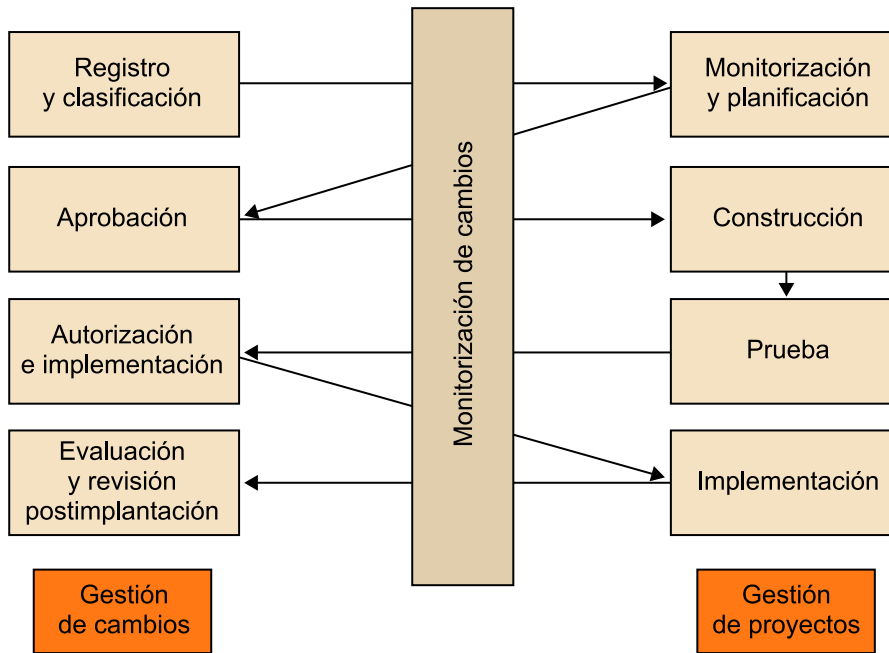 Registro
y clasificación
Monitorización
y planificación
Aprobación
Construcción
Monitorización de cambios
Autorización
e implementación
Prueba
Evaluación
y revisión
postimplantación
Implementación
Gestión
de cambios
Gestión
de proyectos